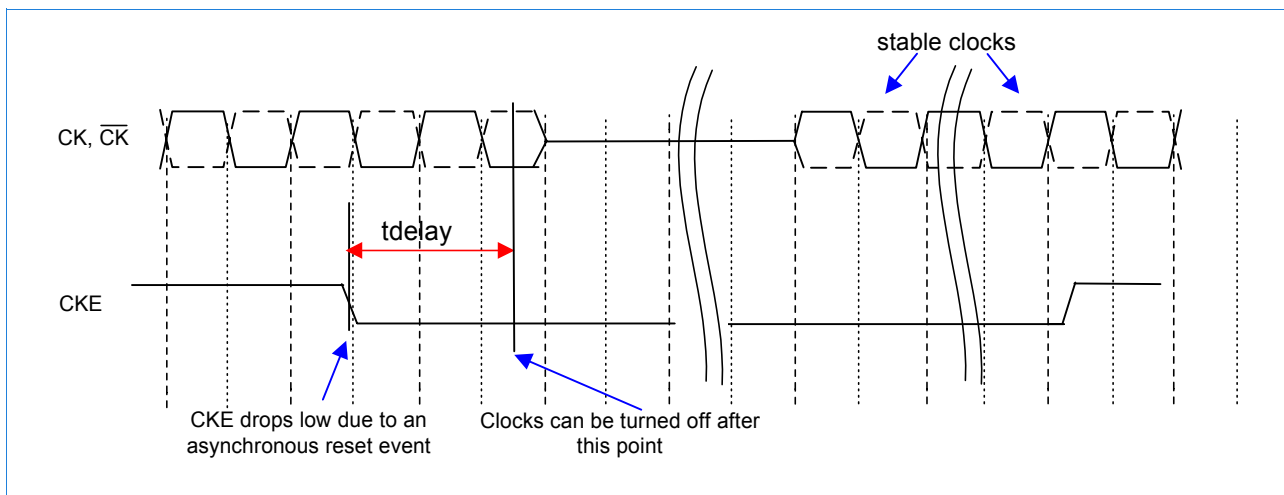 stable clocks
CK, C̅K̅
tdelay
CKE
CKE drops low due to an
asynchronous reset event
Clocks can be turned off after
this point